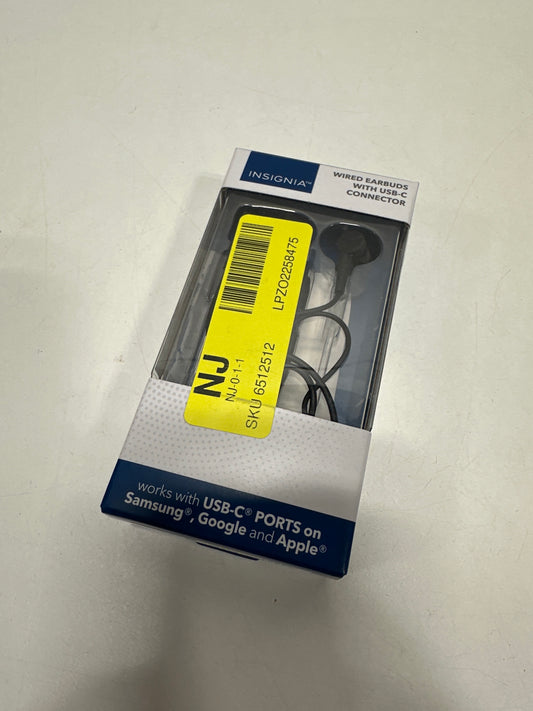 INSIGNIA™
WIRED EARBUDS
WITH USB-C
CONNECTOR
LPZO2258475
NJ
NJ-0-1-1
SKU 6512512
works with USB-C® PORTS on
Samsung®, Google and Apple®